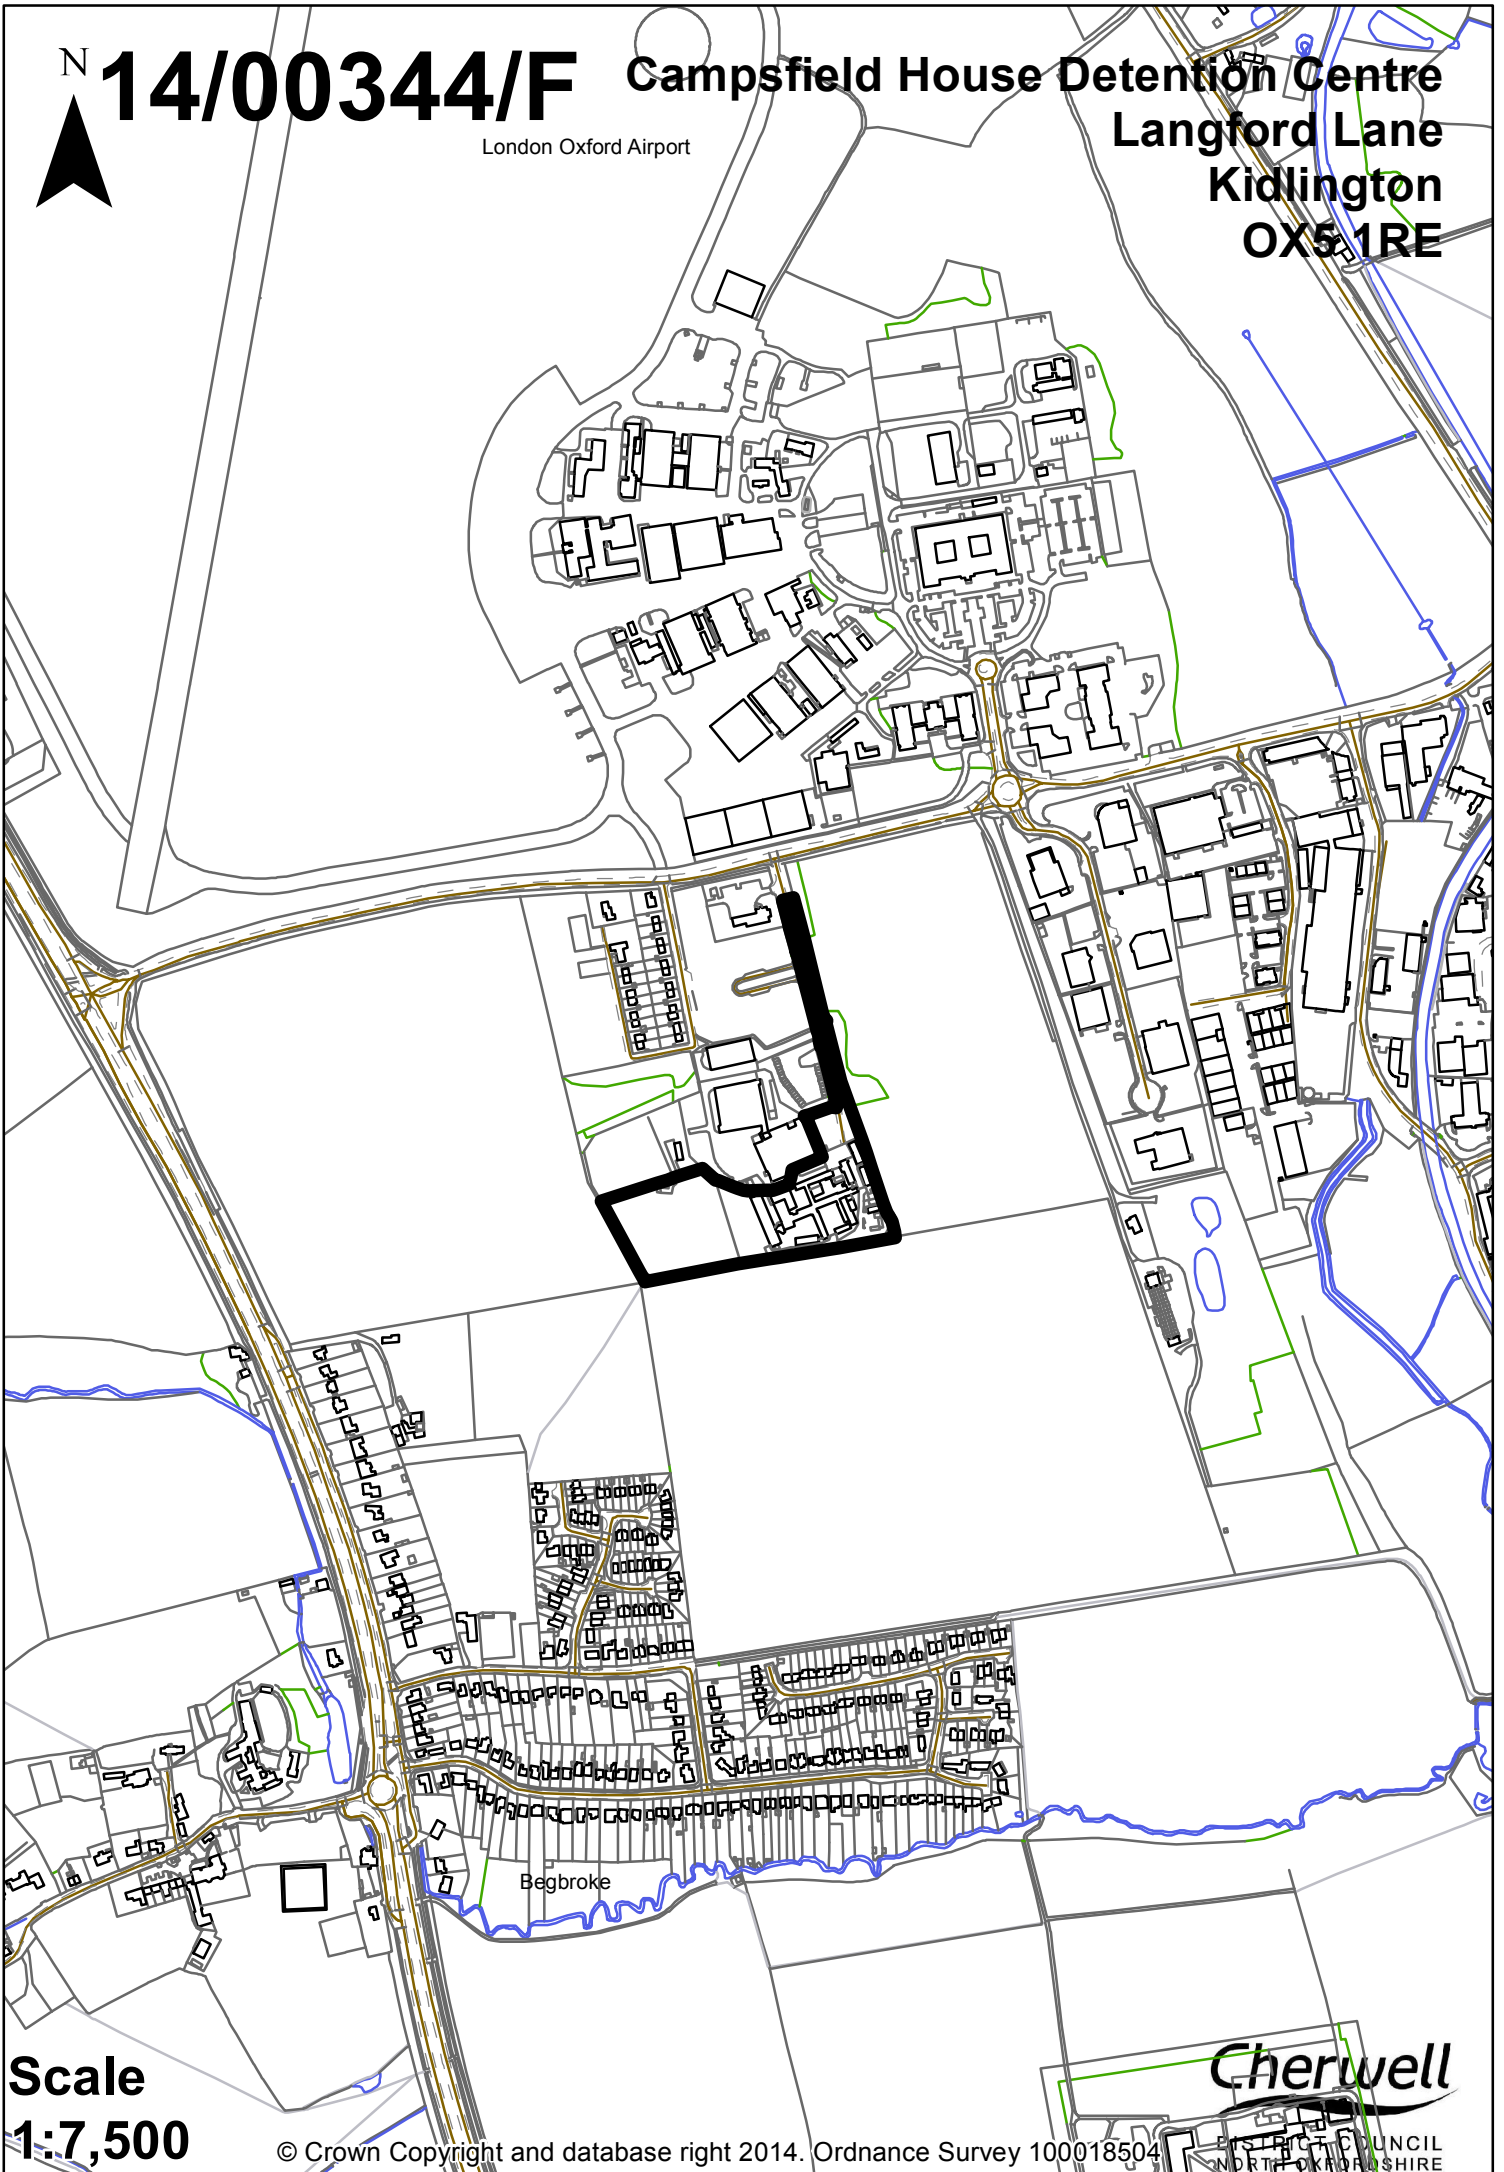 N
14/00344/F
Campsfield House Detention Centre
Langford Lane
Kidlington
OX5 1RE
London Oxford Airport
Begbroke
Scale
1:7,500
© Crown Copyright and database right 2014. Ordnance Survey 100018504
Cherwell
DISTRICT COUNCIL
NORTH OXFORDSHIRE